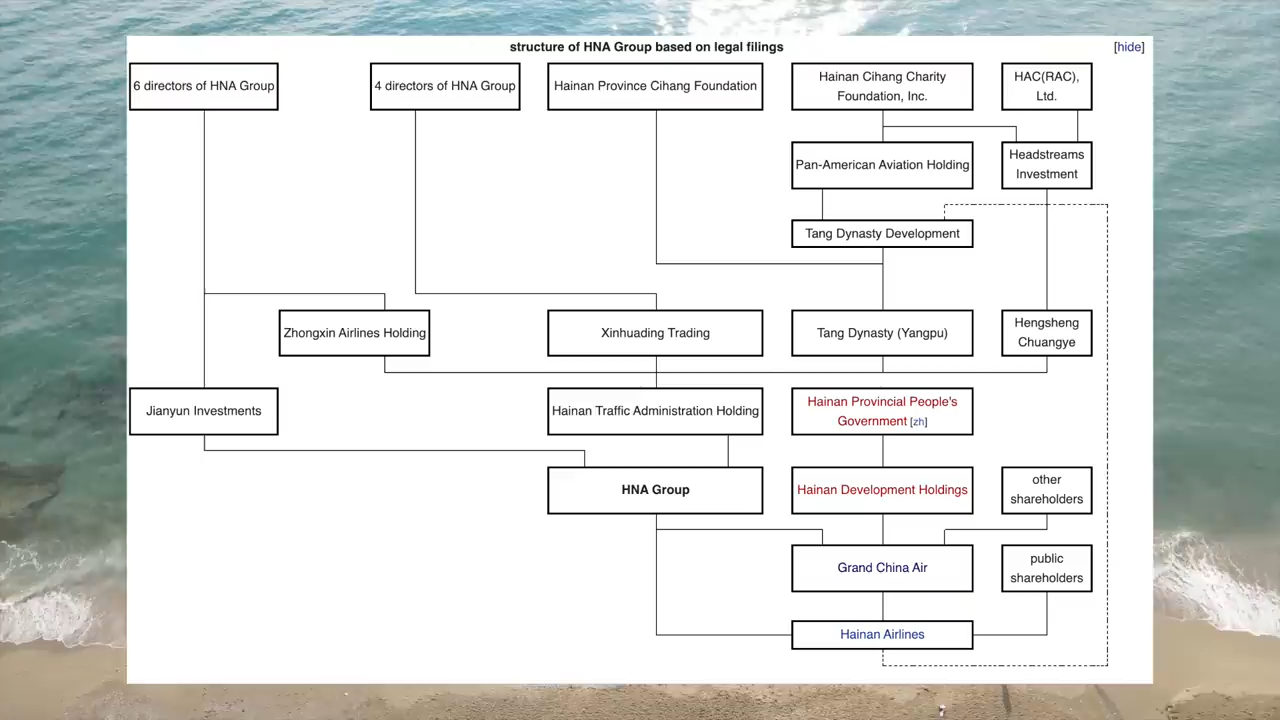 structure of HNA Group based on legal filings
[hide]
6 directors of HNA Group
4 directors of HNA Group
Hainan Province Cihang Foundation
Hainan Cihang Charity
Foundation, Inc.
HAC(RAC),
Ltd.
Pan-American Aviation Holding
Headstreams
Investment
Tang Dynasty Development
Zhongxin Airlines Holding
Xinhuading Trading
Tang Dynasty (Yangpu)
Hengsheng
Chuangye
Jianyun Investments
Hainan Traffic Administration Holding
Hainan Provincial People's
Government [zh]
HNA Group
Hainan Development Holdings
other
shareholders
Grand China Air
public
shareholders
Hainan Airlines